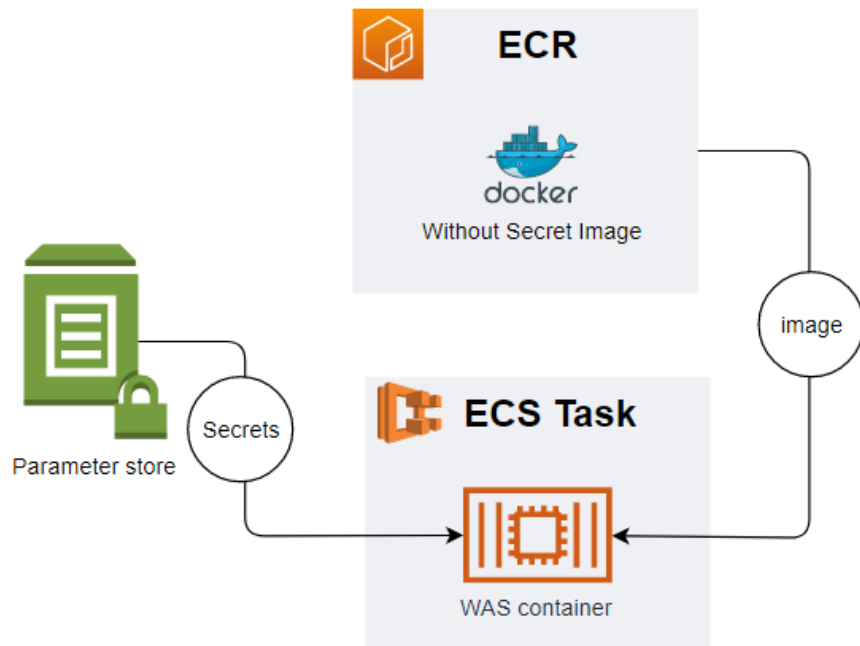 ECR
docker
Without Secret Image
image
Secrets
Parameter store
ECS Task
WAS container